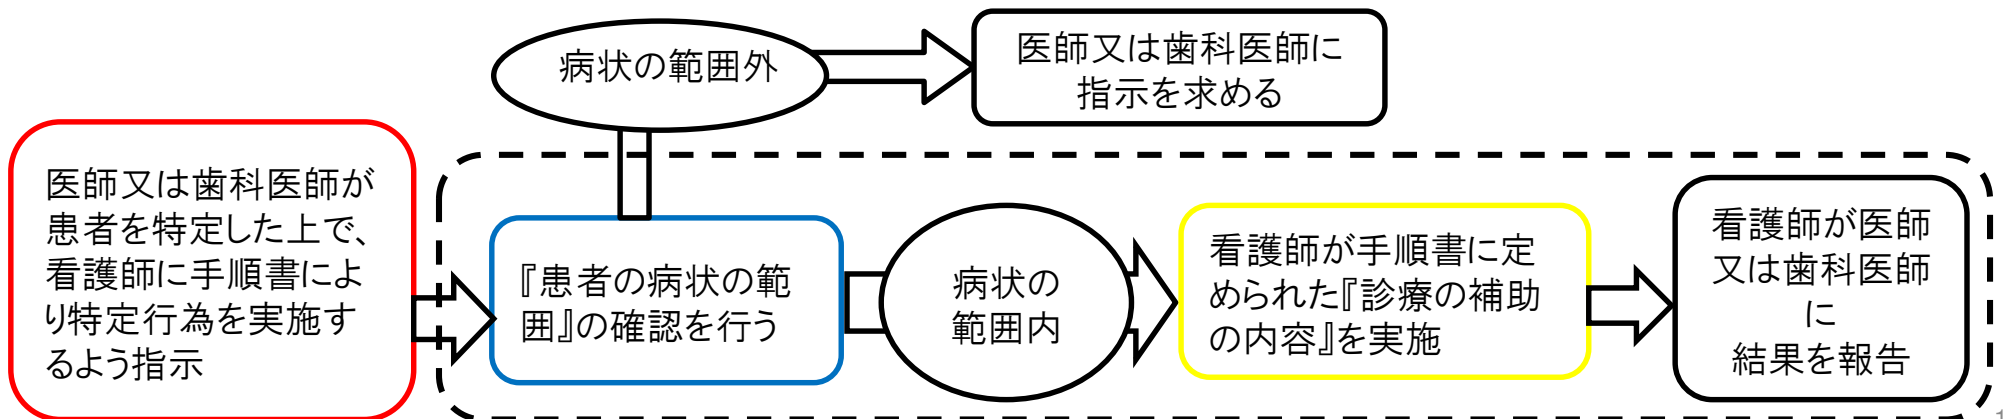 病状の範囲外
医師又は歯科医師に
指示を求める
医師又は歯科医師が
患者を特定した上で、
看護師に手順書によ
り特定行為を実施す
るよう指示
『患者の病状の範
囲』の確認を行う
病状の
範囲内
看護師が手順書に定
められた『診療の補助
の内容』を実施
看護師が医師
又は歯科医師
に
結果を報告